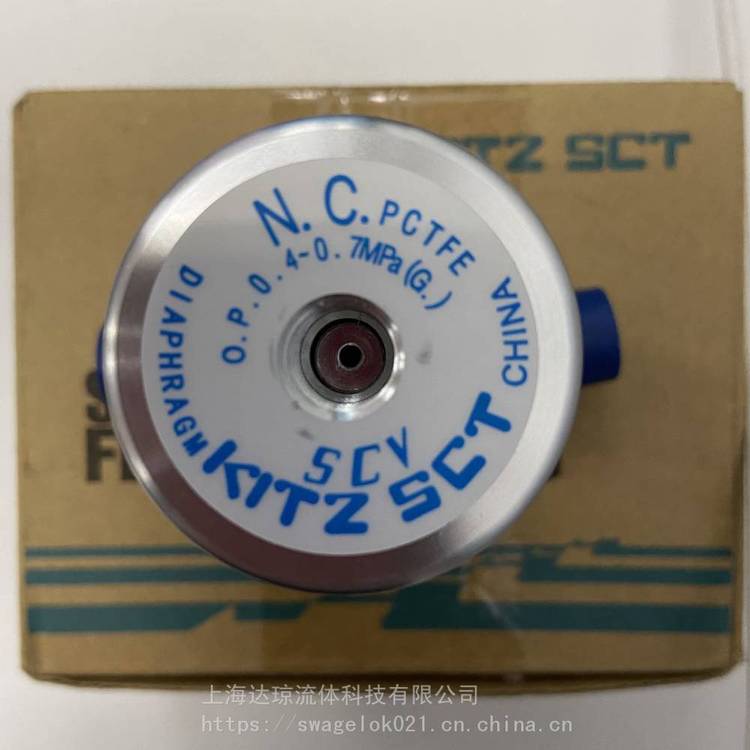 N. C. PCTFE
O.P. 0.4-0.7MPa(G.)
DIAPHRAGM
CHINA
SCV
KITZ SCT
KITZ SCT
上海达琼流体科技有限公司
https://swagelok021.cn.china.cn